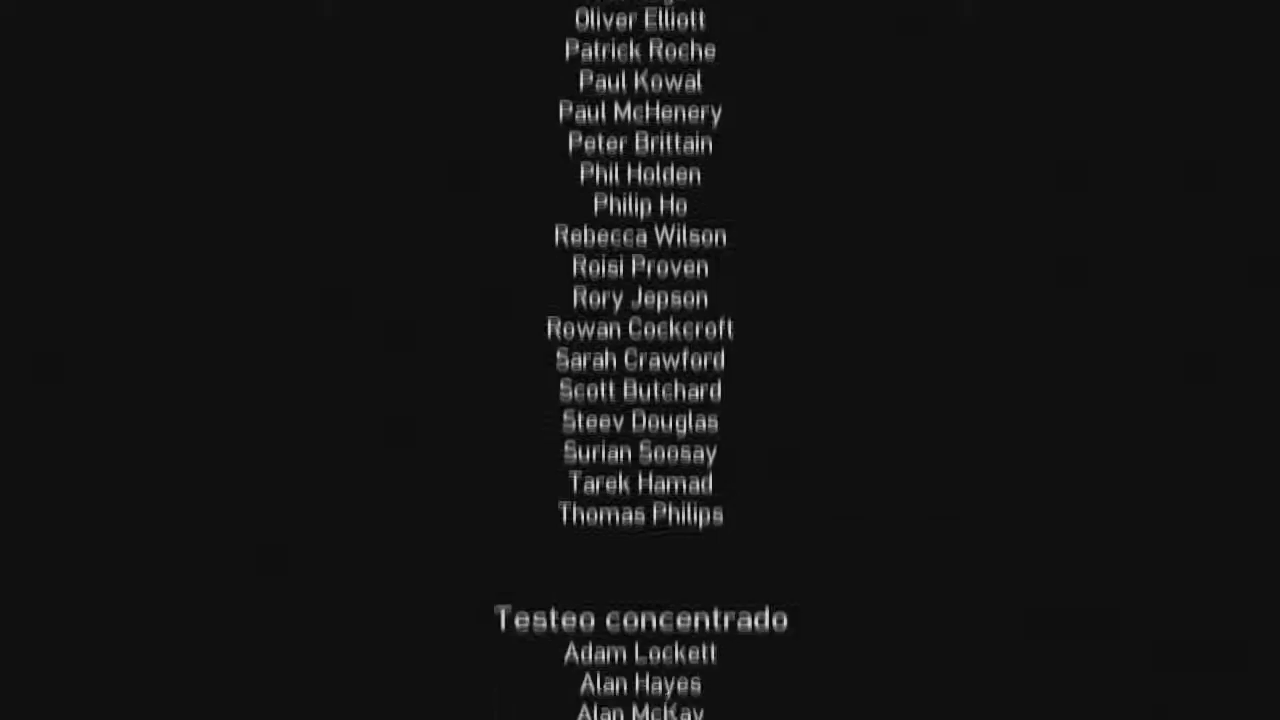 Oliver Elliott
Patrick Roche
Paul Kowal
Paul McHenery
Peter Brittain
Phil Holden
Philip Ho
Rebecca Wilson
Roisi Proven
Rory Jepson
Rowan Cockcroft
Sarah Crawford
Scott Butchard
Steev Douglas
Surian Soosay
Tarek Hamad
Thomas Philips
Testeo concentrado
Adam Lockett
Alan Hayes
Alan McKay